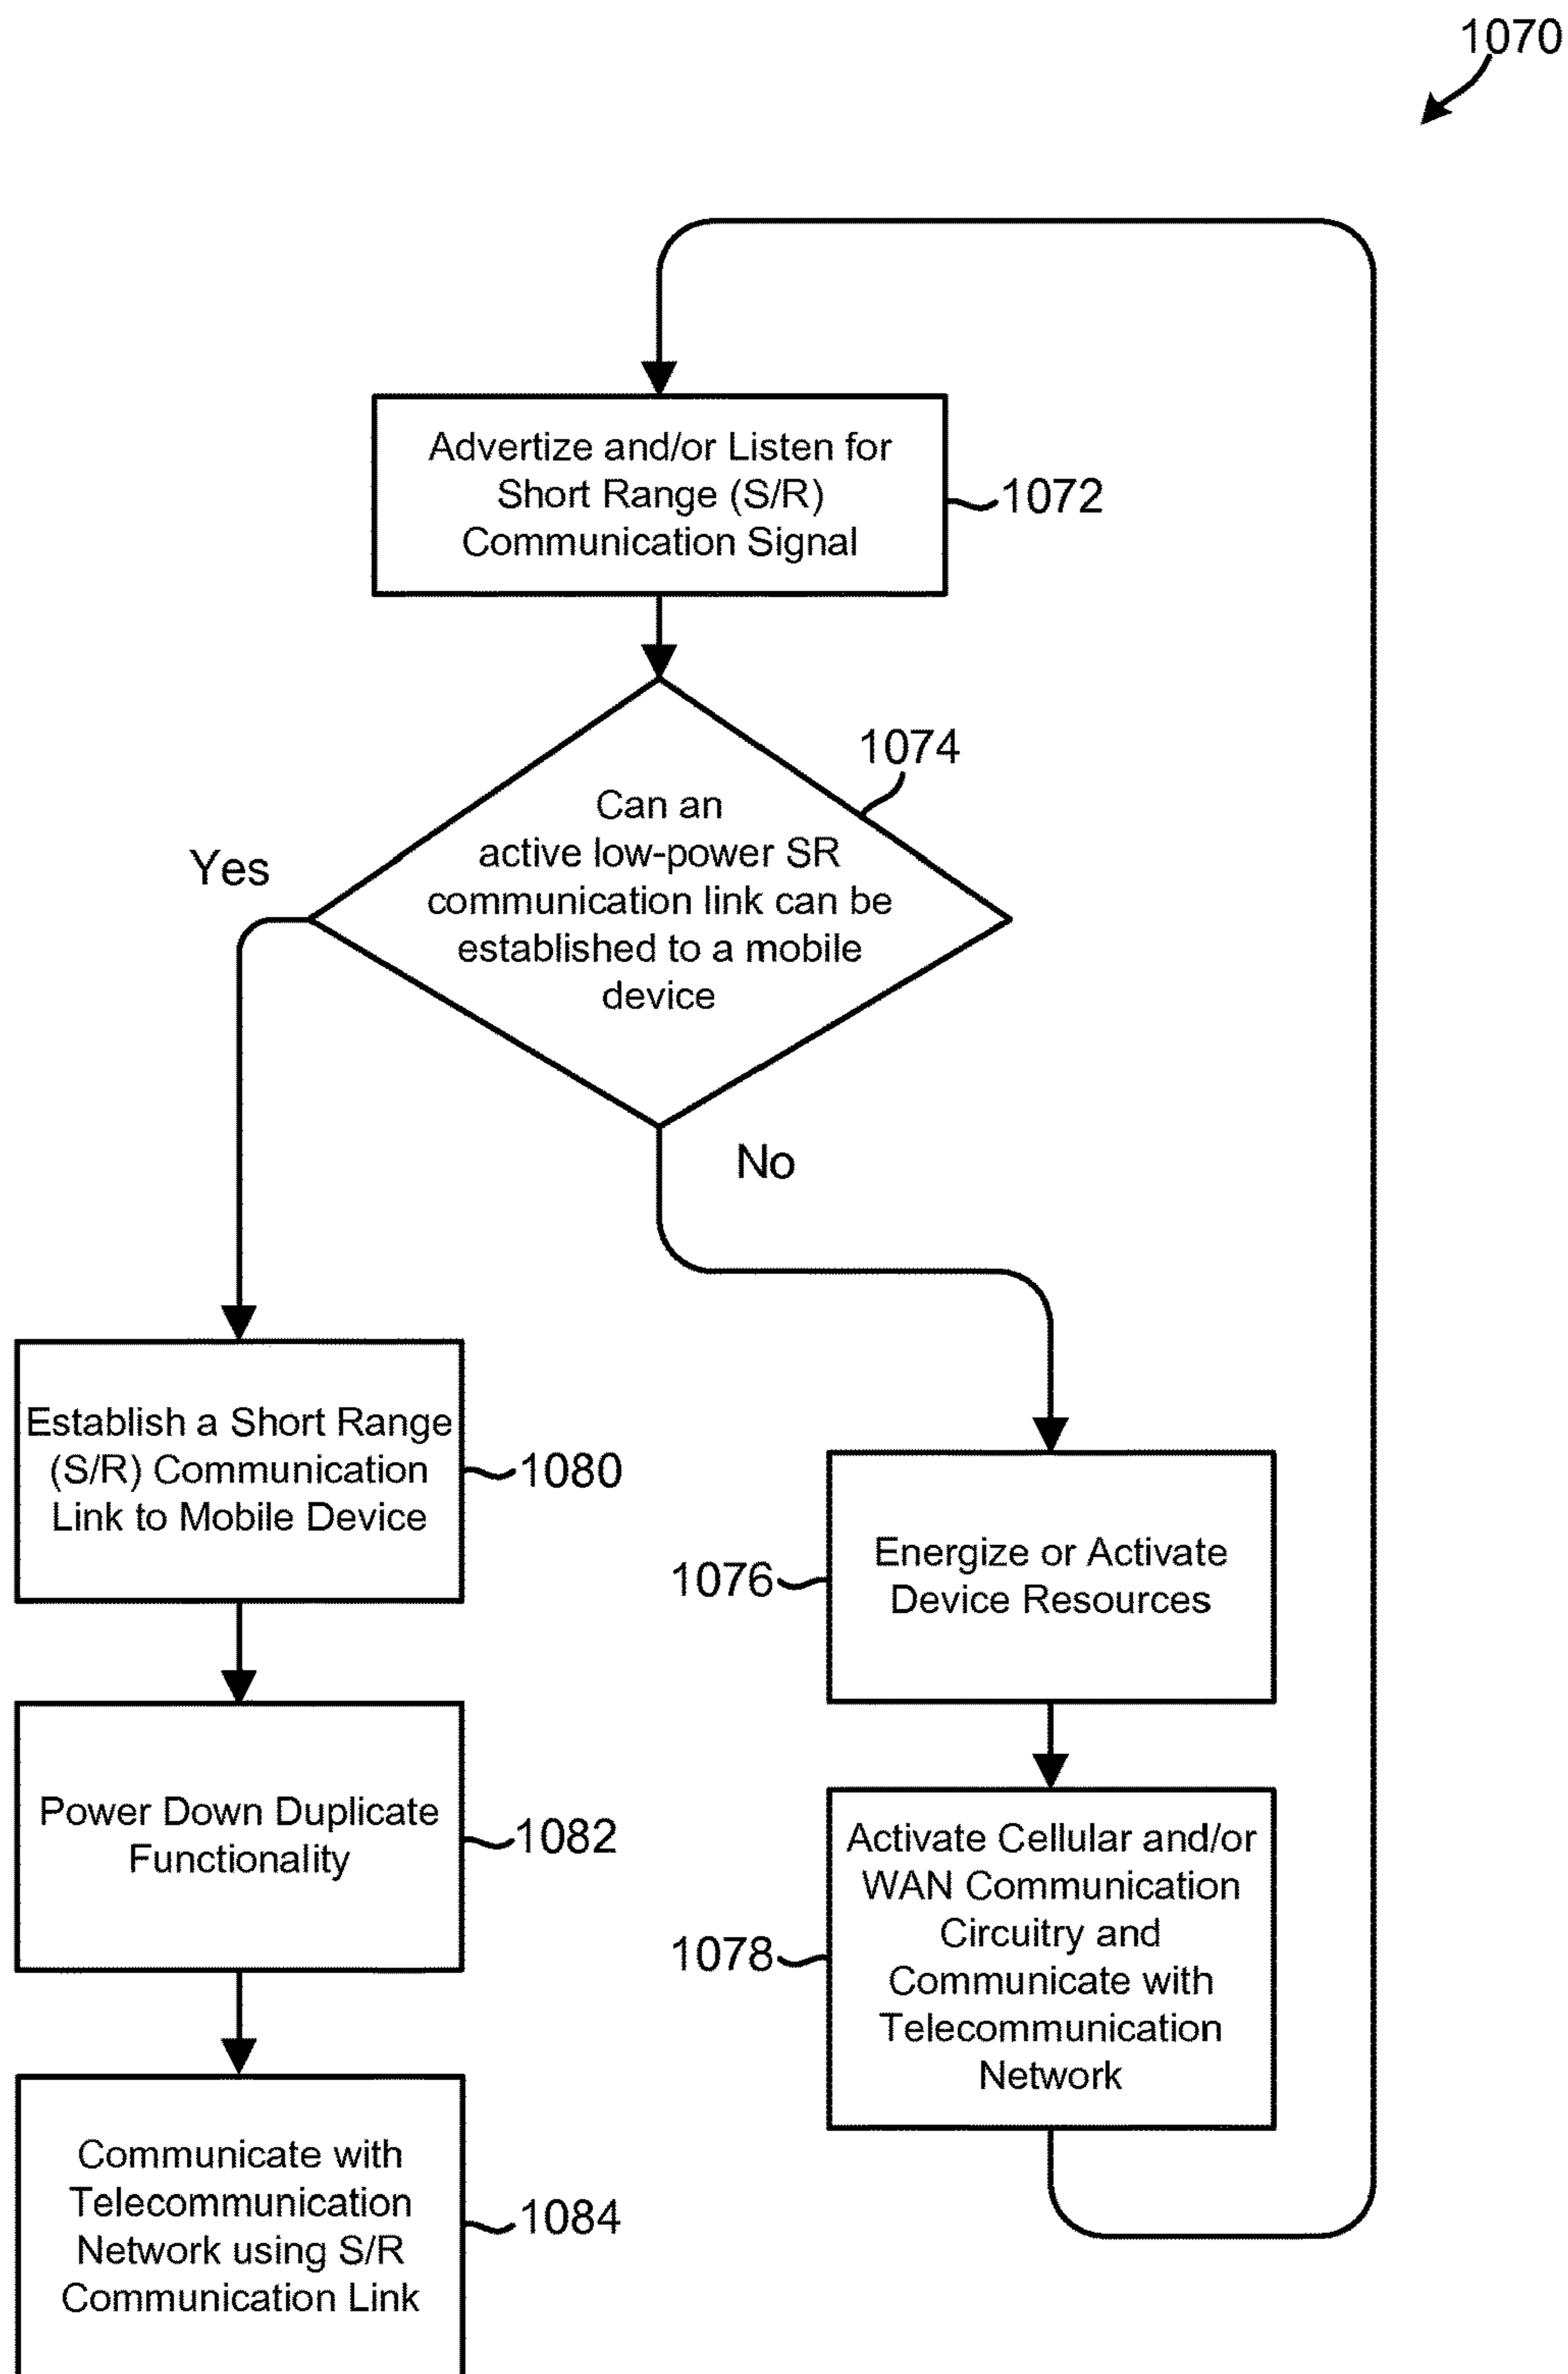 1070
Advertize and/or Listen for
Short Range (S/R)
Communication Signal
1072
1074
Can an
active low-power SR
communication link can be
established to a mobile
device
Yes
No
Establish a Short Range
(S/R) Communication
Link to Mobile Device
1080
Energize or Activate
Device Resources
1076
Power Down Duplicate
Functionality
1082
Activate Cellular and/or
WAN Communication
Circuitry and
Communicate with
Telecommunication
Network
1078
Communicate with
Telecommunication
Network using S/R
Communication Link
1084